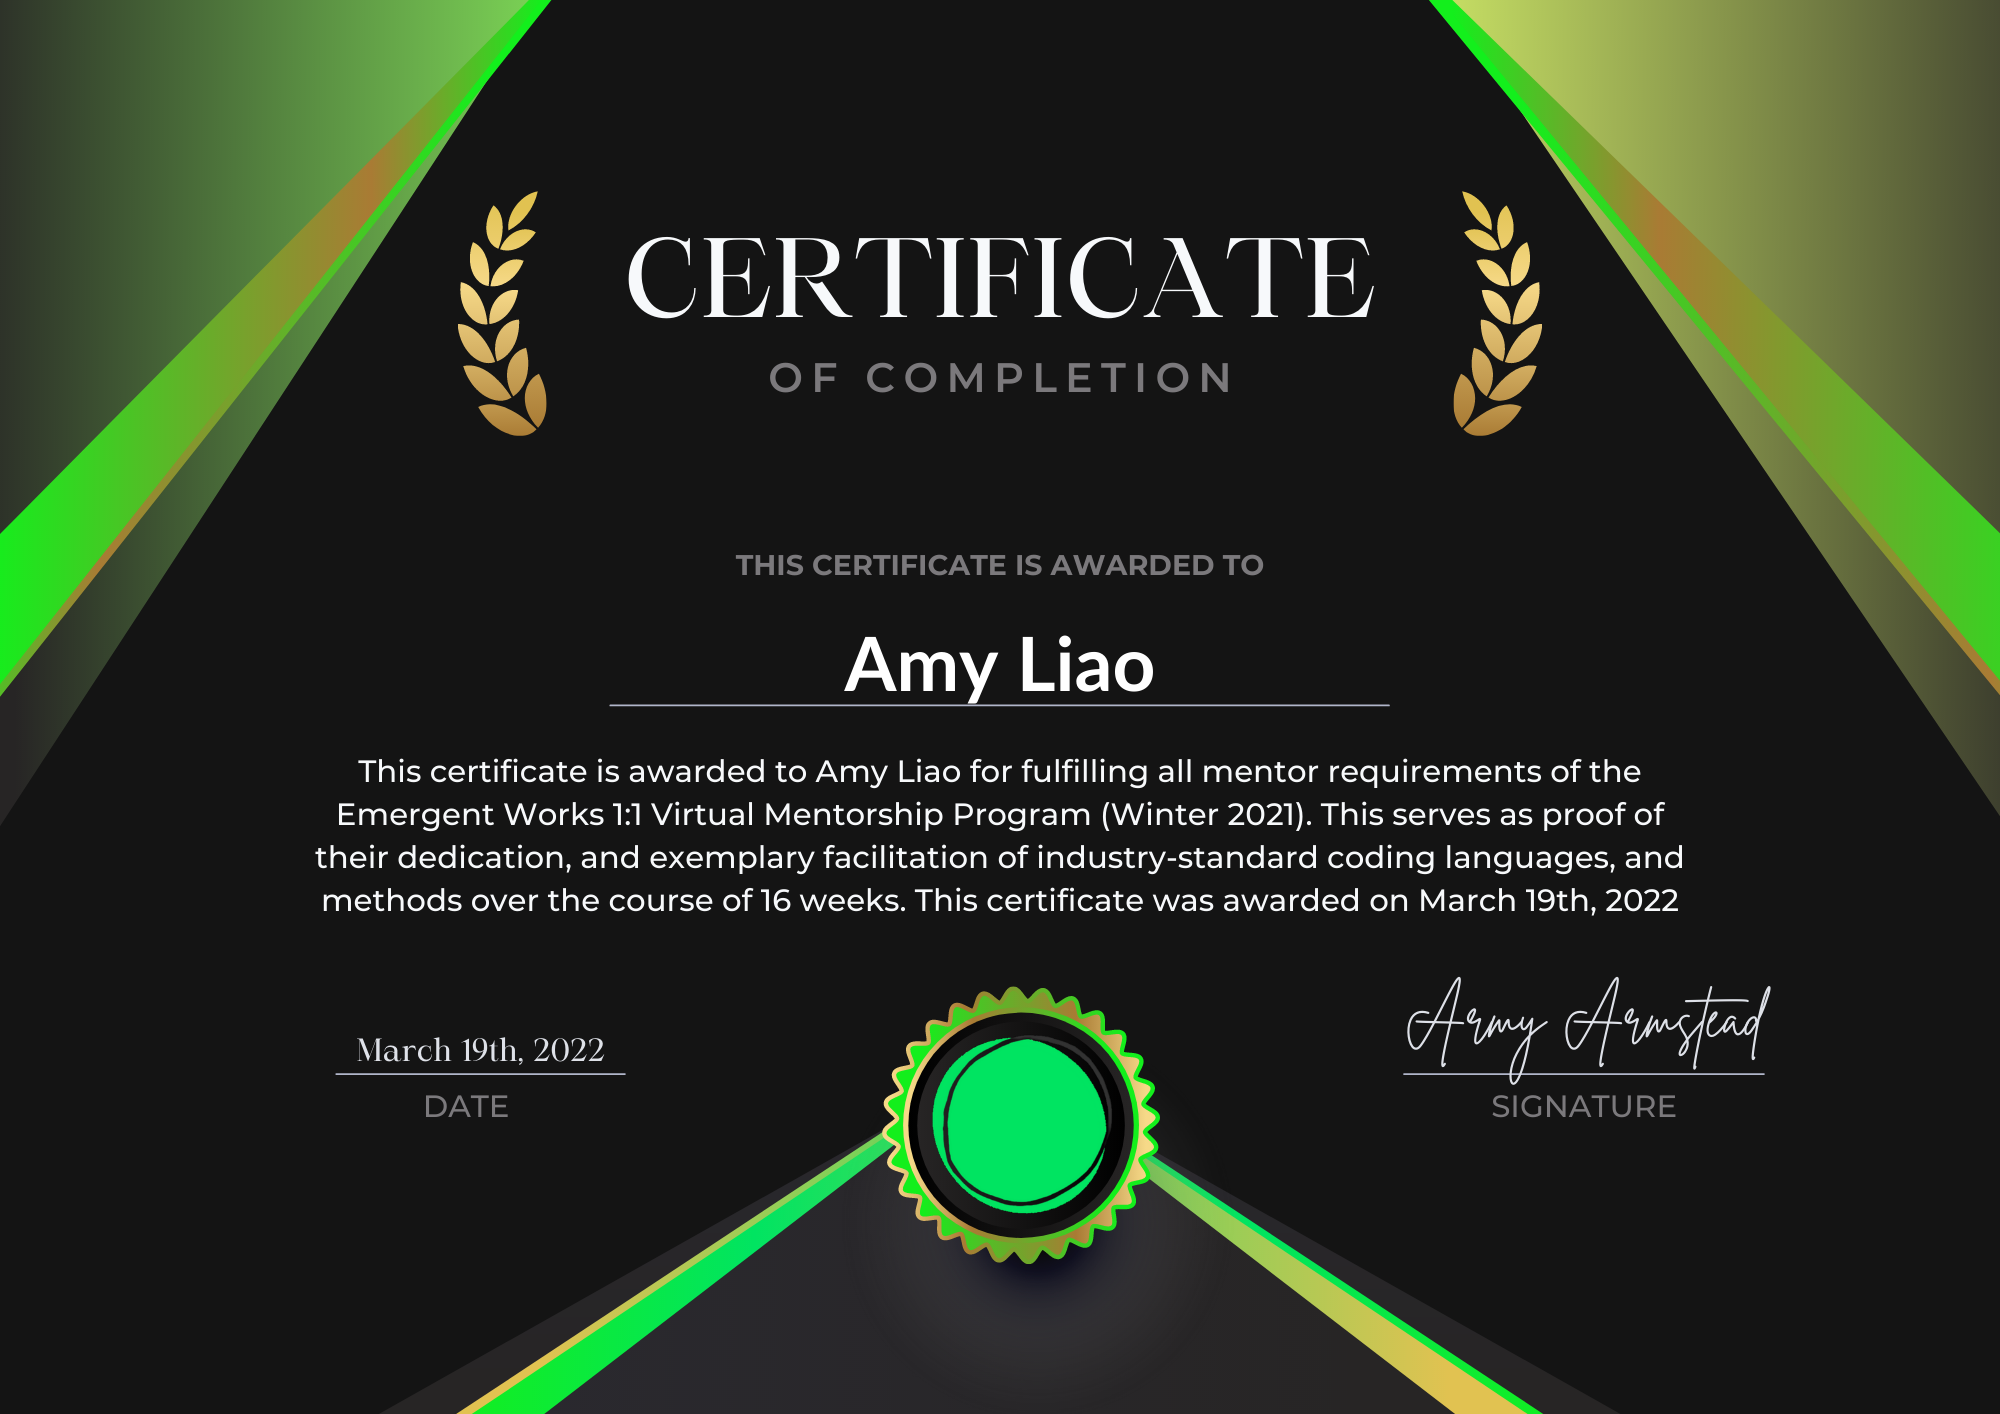 CERTIFICATE
OF COMPLETION
THIS CERTIFICATE IS AWARDED TO
Amy Liao
This certificate is awarded to Amy Liao for fulfilling all mentor requirements of the
Emergent Works 1:1 Virtual Mentorship Program (Winter 2021). This serves as proof of
their dedication, and exemplary facilitation of industry-standard coding languages, and
methods over the course of 16 weeks. This certificate was awarded on March 19th, 2022
March 19th, 2022
DATE
Army Armstead
SIGNATURE